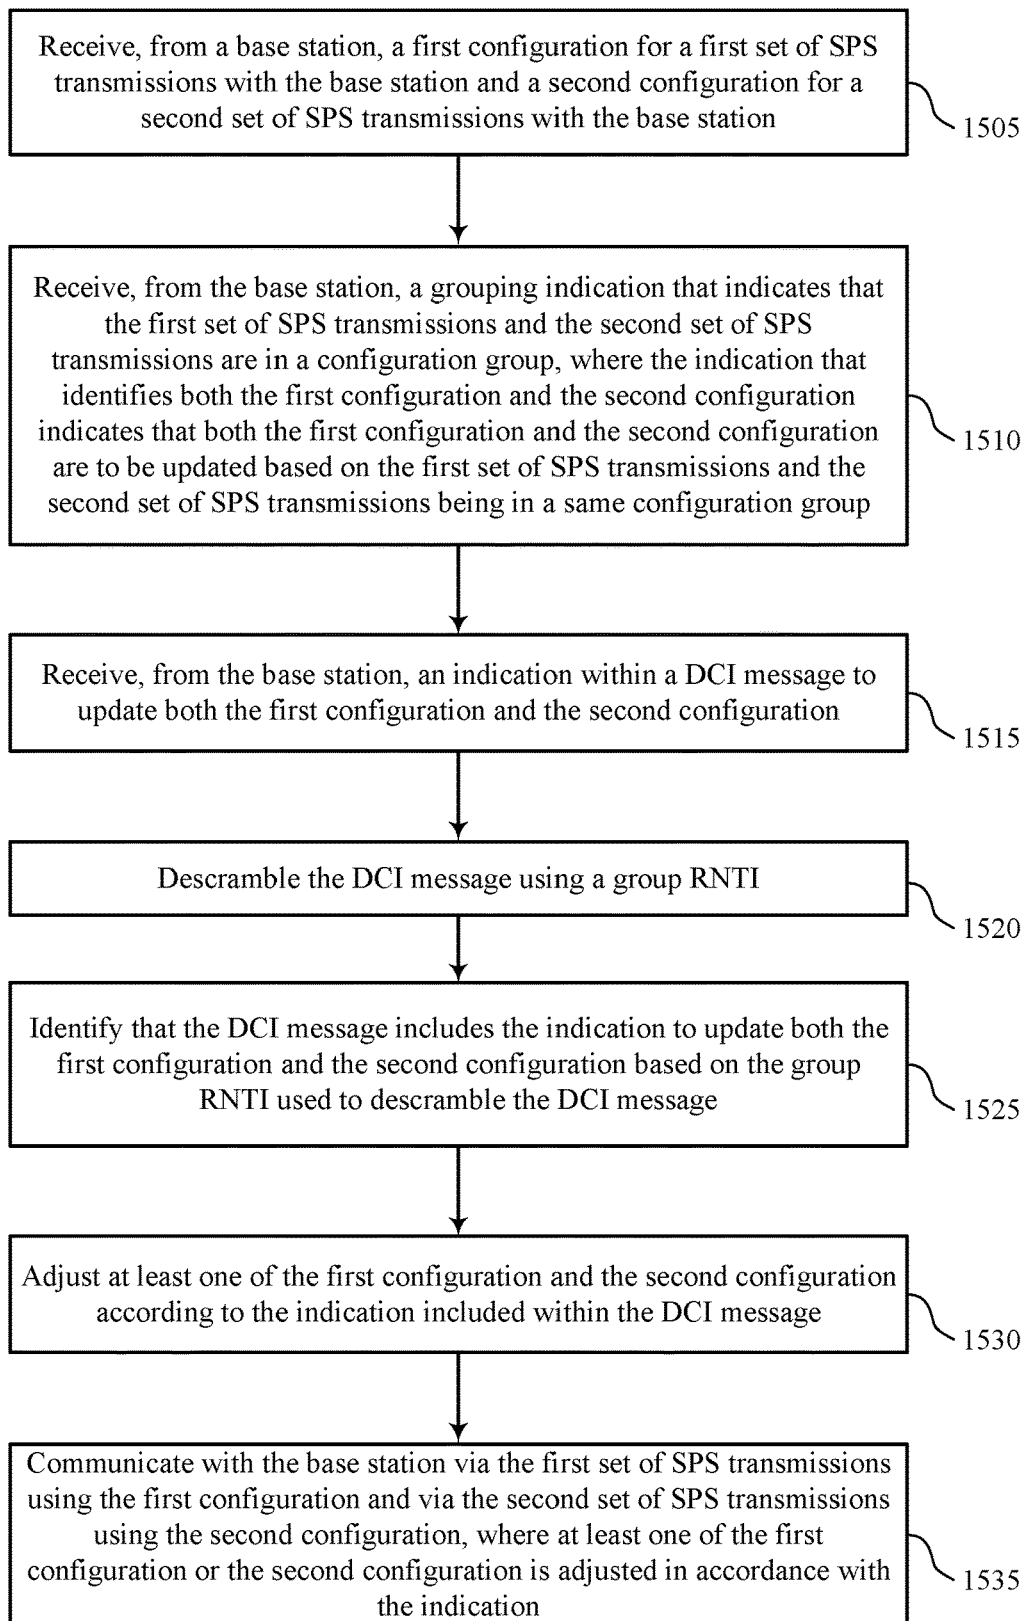 Receive, from a base station, a first configuration for a first set of SPS
transmissions with the base station and a second configuration for a
second set of SPS transmissions with the base station
1505
Receive, from the base station, a grouping indication that indicates that
the first set of SPS transmissions and the second set of SPS
transmissions are in a configuration group, where the indication that
identifies both the first configuration and the second configuration
indicates that both the first configuration and the second configuration
are to be updated based on the first set of SPS transmissions and the
second set of SPS transmissions being in a same configuration group
1510
Receive, from the base station, an indication within a DCI message to
update both the first configuration and the second configuration
1515
Descramble the DCI message using a group RNTI
1520
Identify that the DCI message includes the indication to update both the
first configuration and the second configuration based on the group
RNTI used to descramble the DCI message
1525
Adjust at least one of the first configuration and the second configuration
according to the indication included within the DCI message
1530
Communicate with the base station via the first set of SPS transmissions
using the first configuration and via the second set of SPS transmissions
using the second configuration, where at least one of the first
configuration or the second configuration is adjusted in accordance with
the indication
1535